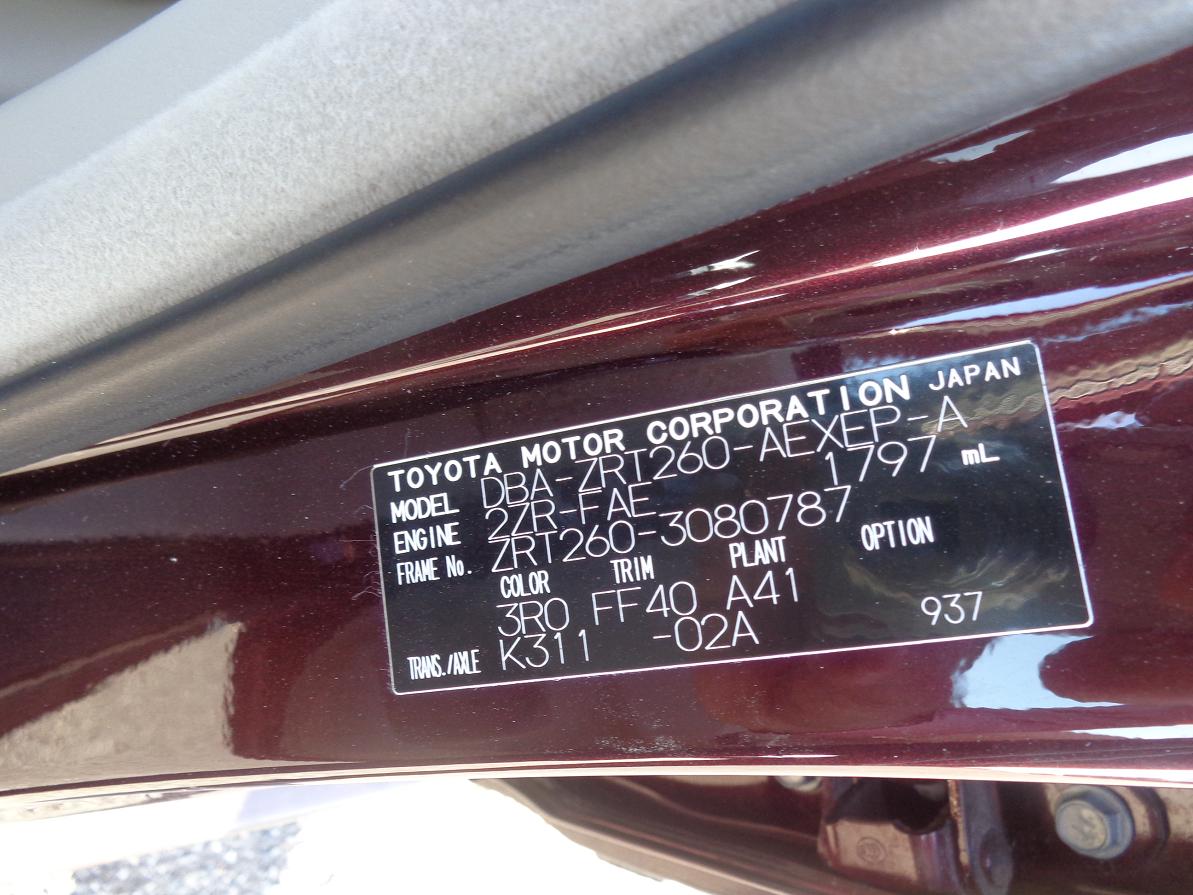 TOYOTA MOTOR CORPORATION JAPAN
MODEL DBA-ZRT260-AEXEP-A
ENGINE 2ZR-FAE 1797 mL
FRAME No. ZRT260-3080787
COLOR TRIM PLANT OPTION
3R0 FF40 A41
TRANS./AXLE K311 -02A 937